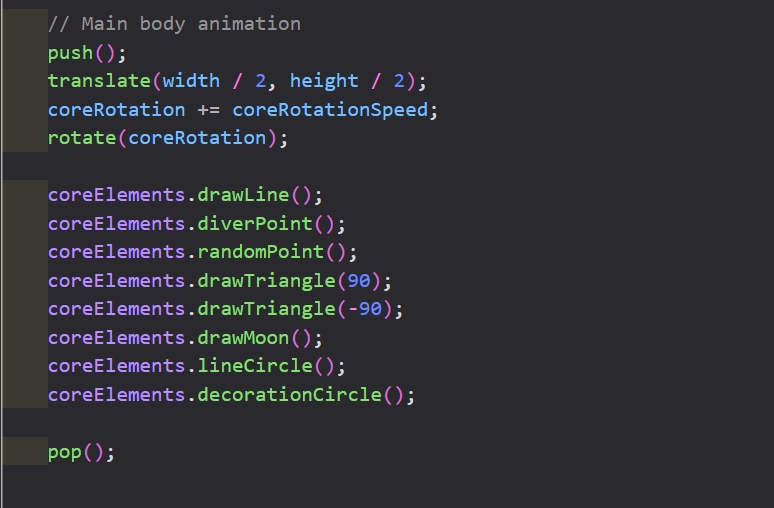 // Main body animation
push();
translate(width / 2, height / 2);
coreRotation += coreRotationSpeed;
rotate(coreRotation);
coreElements.drawLine();
coreElements.diverPoint();
coreElements.randomPoint();
coreElements.drawTriangle(90);
coreElements.drawTriangle(-90);
coreElements.drawMoon();
coreElements.lineCircle();
coreElements.decorationCircle();
pop();